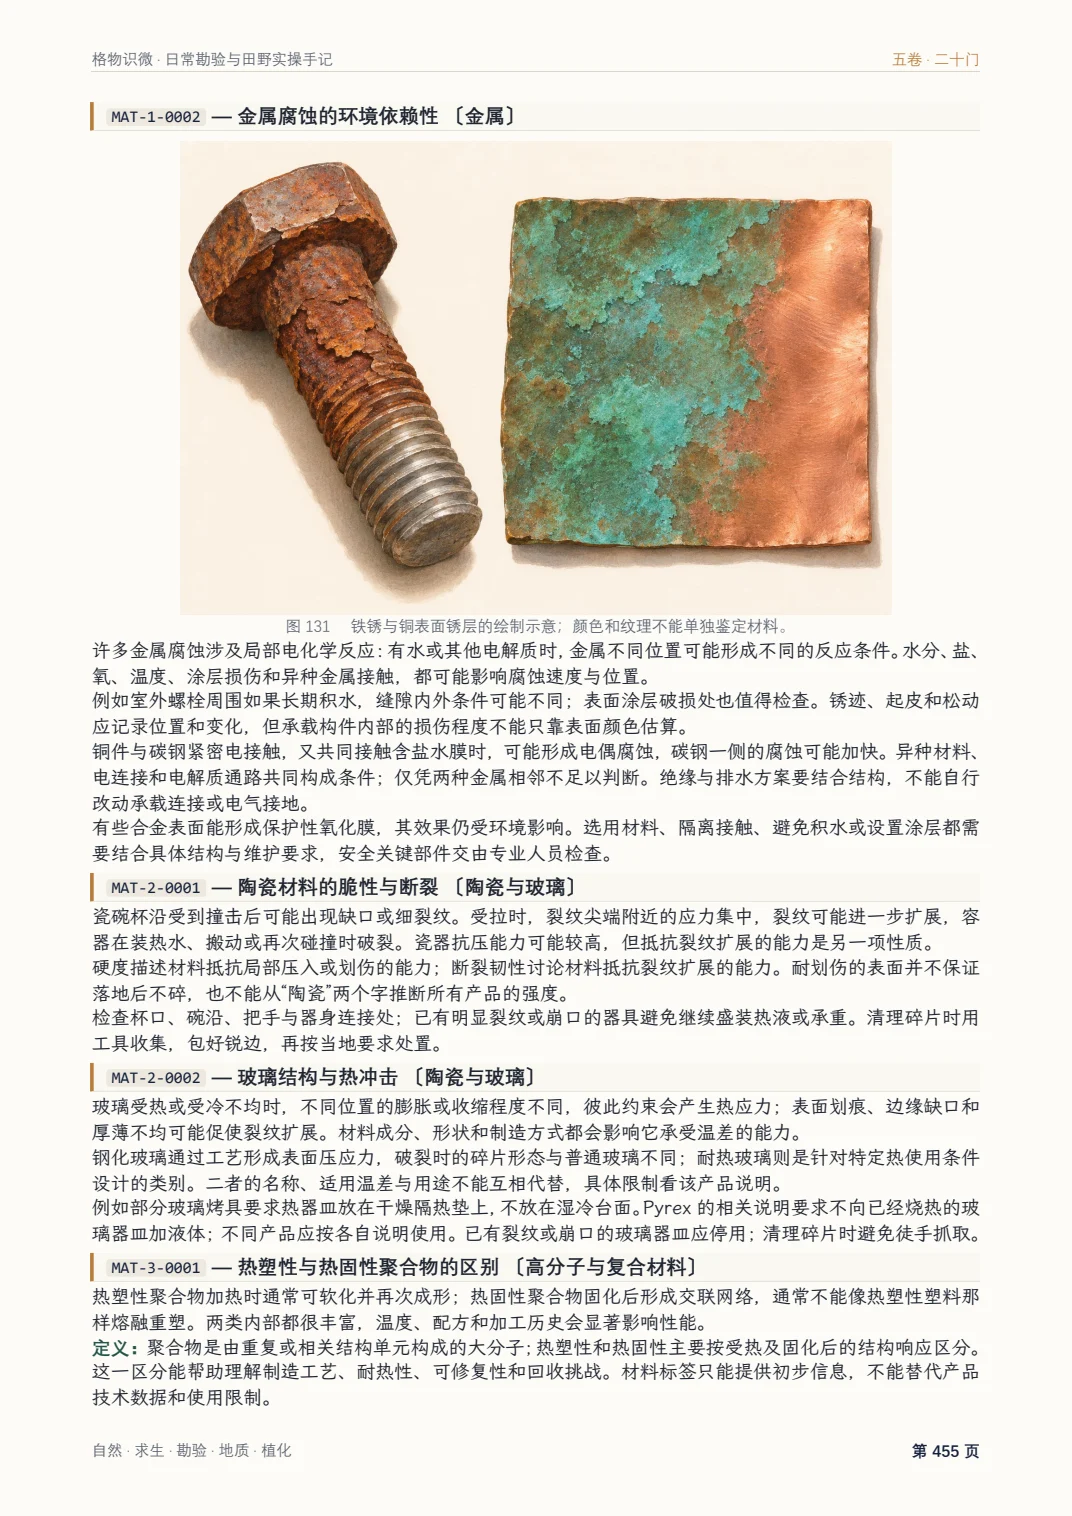 格物识微 · 日常勘验与田野实操手记
五卷 · 二十门
MAT-1-0002 — 金属腐蚀的环境依赖性 〔金属〕
图 131 铁锈与铜表面锈层的绘制示意；颜色和纹理不能单独鉴定材料。
许多金属腐蚀涉及局部电化学反应：有水或其他电解质时，金属不同位置可能形成不同的反应条件。水分、盐、
氧、温度、涂层损伤和异种金属接触，都可能影响腐蚀速度与位置。
例如室外螺栓周围如果长期积水，缝隙内外条件可能不同；表面涂层破损处也值得检查。锈迹、起皮和松动
应记录位置和变化，但承载构件内部的损伤程度不能只靠表面颜色估算。
铜件与碳钢紧密电接触，又共同接触含盐水膜时，可能形成电偶腐蚀，碳钢一侧的腐蚀可能加快。异种材料、
电连接和电解质通路共同构成条件；仅凭两种金属相邻不足以判断。绝缘与排水方案要结合结构，不能自行
改动承载连接或电气接地。
有些合金表面能形成保护性氧化膜，其效果仍受环境影响。选用材料、隔离接触、避免积水或设置涂层都需
要结合具体结构与维护要求，安全关键部件交由专业人员检查。
MAT-2-0001 — 陶瓷材料的脆性与断裂 〔陶瓷与玻璃〕
瓷碗杯沿受到撞击后可能出现缺口或细裂纹。受拉时，裂纹尖端附近的应力集中，裂纹可能进一步扩展，容
器在装热水、搬动或再次碰撞时破裂。瓷器抗压能力可能较高，但抵抗裂纹扩展的能力是另一项性质。
硬度描述材料抵抗局部压入或划伤的能力；断裂韧性讨论材料抵抗裂纹扩展的能力。耐划伤的表面并不保证
落地后不碎，也不能从“陶瓷”两个字推断所有产品的强度。
检查杯口、碗沿、把手与器身连接处；已有明显裂纹或崩口的器具避免继续盛装热液或承重。清理碎片时用
工具收集，包好锐边，再按当地要求处置。
MAT-2-0002 — 玻璃结构与热冲击 〔陶瓷与玻璃〕
玻璃受热或受冷不均时，不同位置的膨胀或收缩程度不同，彼此约束会产生热应力；表面划痕、边缘缺口和
厚薄不均可能促使裂纹扩展。材料成分、形状和制造方式都会影响它承受温差的能力。
钢化玻璃通过工艺形成表面压应力，破裂时的碎片形态与普通玻璃不同；耐热玻璃则是针对特定热使用条件
设计的类别。二者的名称、适用温差与用途不能互相代替，具体限制看该产品说明。
例如部分玻璃烤具要求热器皿放在干燥隔热垫上，不放在湿冷台面。Pyrex 的相关说明要求不向已经烧热的玻
璃器皿加液体；不同产品应按各自说明使用。已有裂纹或崩口的玻璃器皿应停用；清理碎片时避免徒手抓取。
MAT-3-0001 — 热塑性与热固性聚合物的区别 〔高分子与复合材料〕
热塑性聚合物加热时通常可软化并再次成形；热固性聚合物固化后形成交联网络，通常不能像热塑性塑料那
样熔融重塑。两类内部都很丰富，温度、配方和加工历史会显著影响性能。
定义：聚合物是由重复或相关结构单元构成的大分子；热塑性和热固性主要按受热及固化后的结构响应区分。
这一区分能帮助理解制造工艺、耐热性、可修复性和回收挑战。材料标签只能提供初步信息，不能替代产品
技术数据和使用限制。
自然 · 求生 · 勘验 · 地质 · 植化
第 455 页